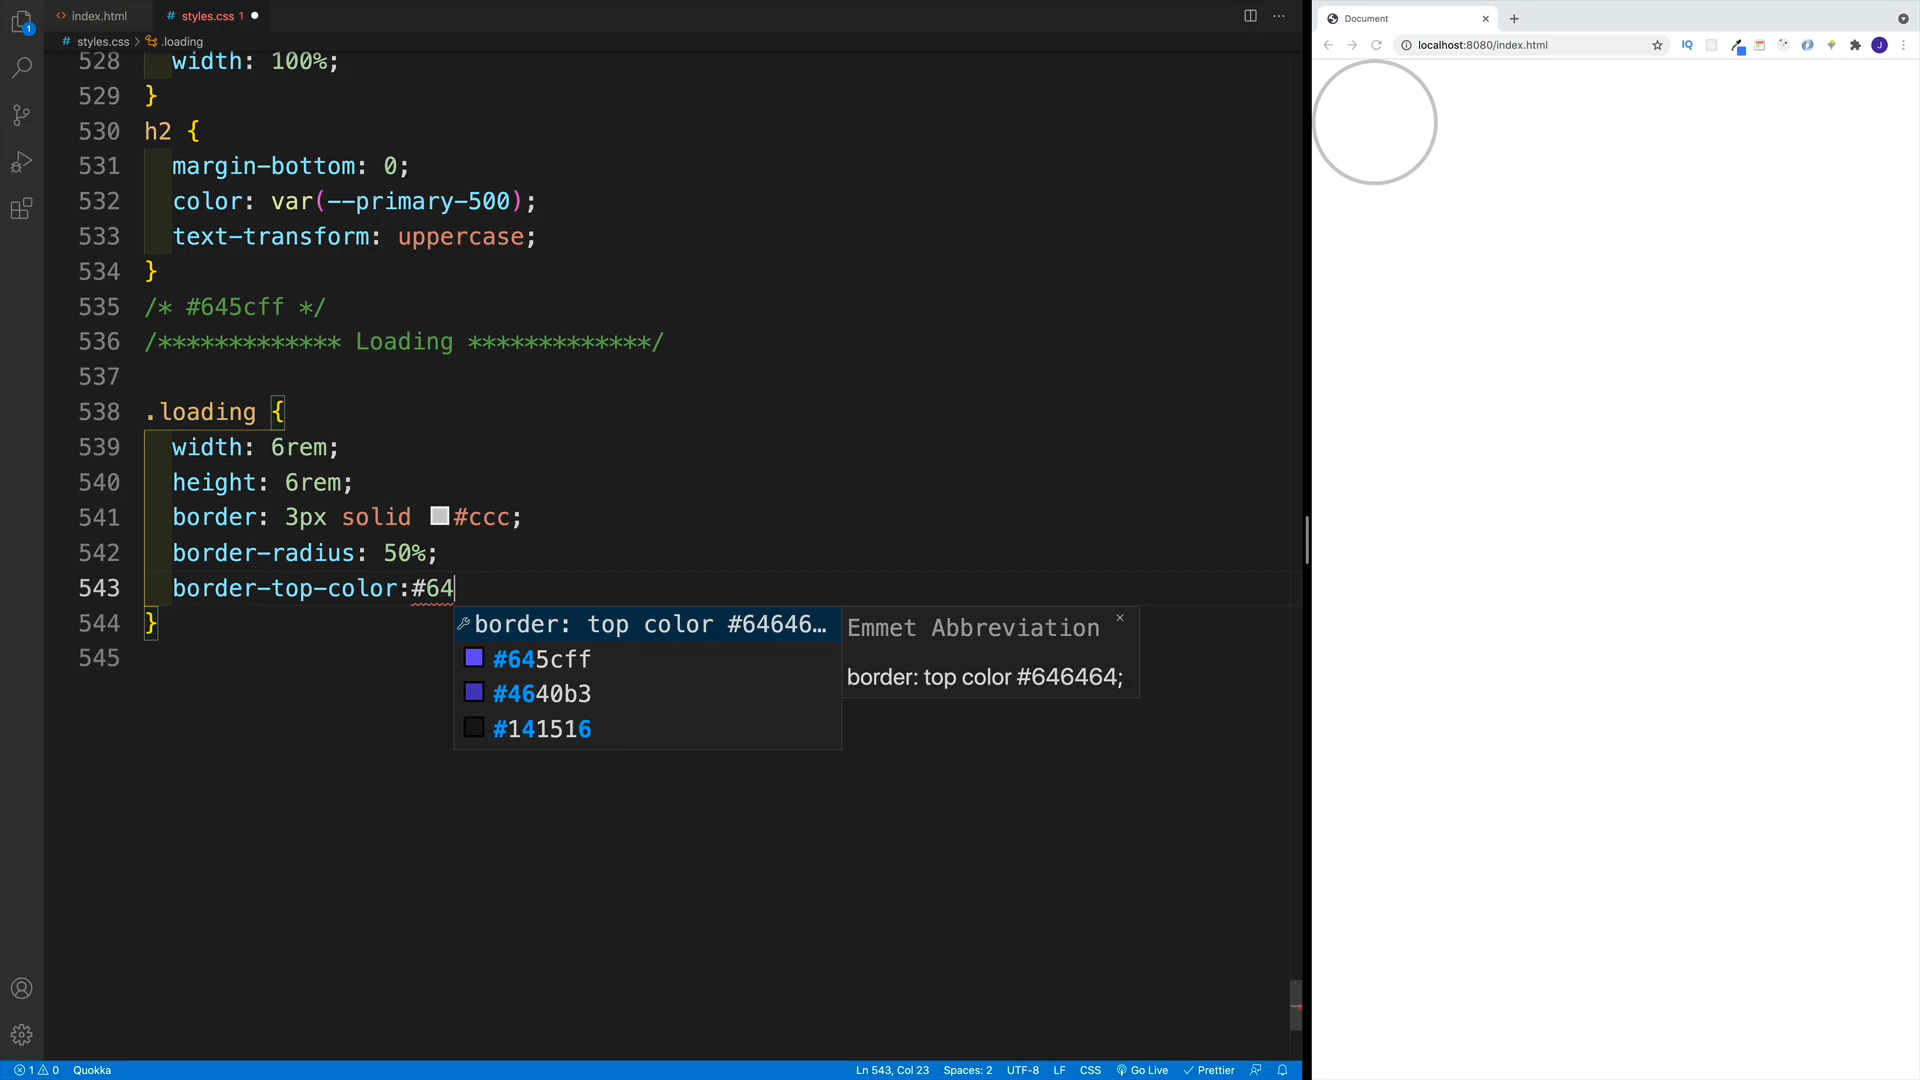 index.html
# styles.css 1
# styles.css > .loading
528 width: 100%;
529 }
530 h2 {
531 margin-bottom: 0;
532 color: var(--primary-500);
533 text-transform: uppercase;
534 }
535 /* #645cff */
536 /************* Loading *************/
537
538 .loading {
539 width: 6rem;
540 height: 6rem;
541 border: 3px solid #ccc;
542 border-radius: 50%;
543 border-top-color:#64
544 }
545
border: top color #64646…
#645cff
#4640b3
#141516
Emmet Abbreviation
border: top color #646464;
1
1 0 Quokka
Ln 543, Col 23 Spaces: 2 UTF-8 LF CSS Go Live Prettier
Document
localhost:8080/index.html
IQ
J